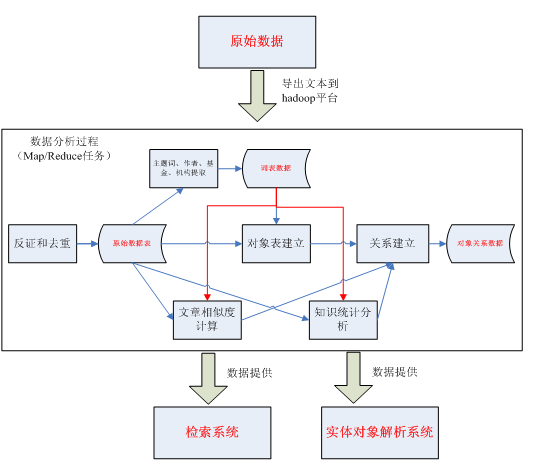 原始数据
导出文本到
hadoop平台
数据分析过程
（Map/Reduce任务）
主题词、作者、基
金、机构提取
词表数据
反证和去重
原始数据表
对象表建立
关系建立
对象关系数据
文章相似度
计算
知识统计分
析
数据提供
数据提供
检索系统
实体对象解析系统